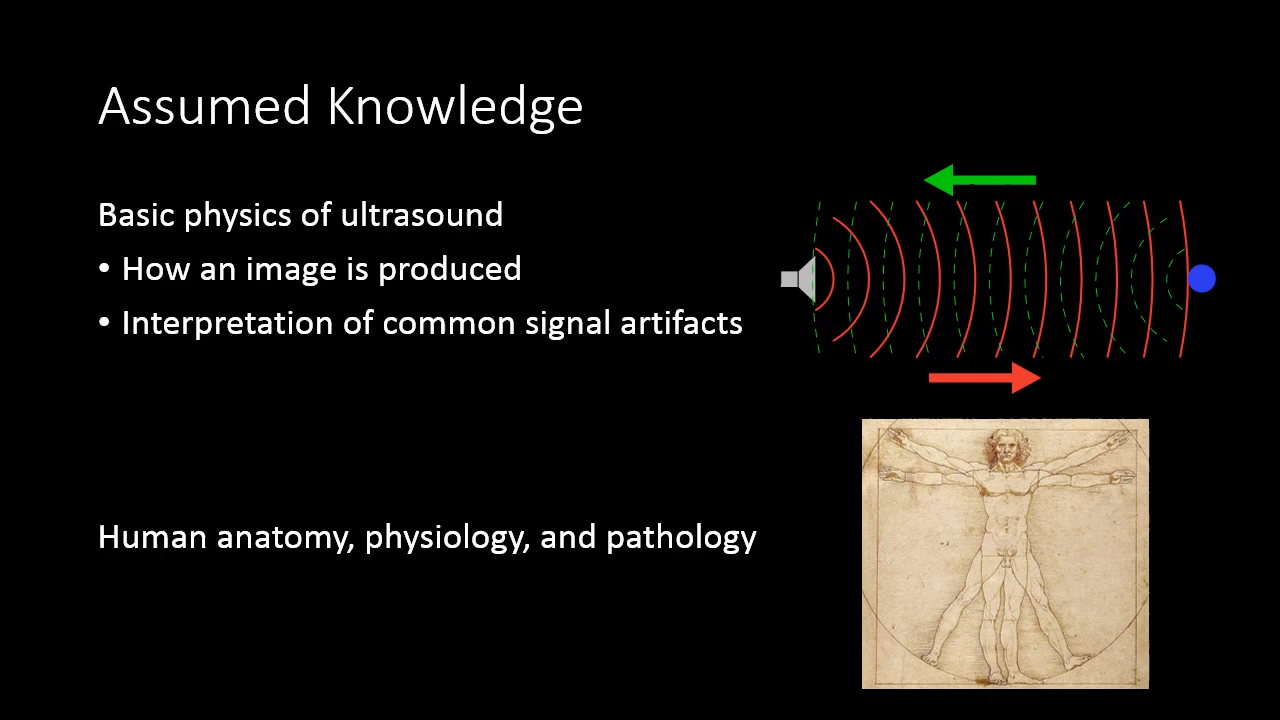 Assumed Knowledge
Basic physics of ultrasound
• How an image is produced
• Interpretation of common signal artifacts
Human anatomy, physiology, and pathology